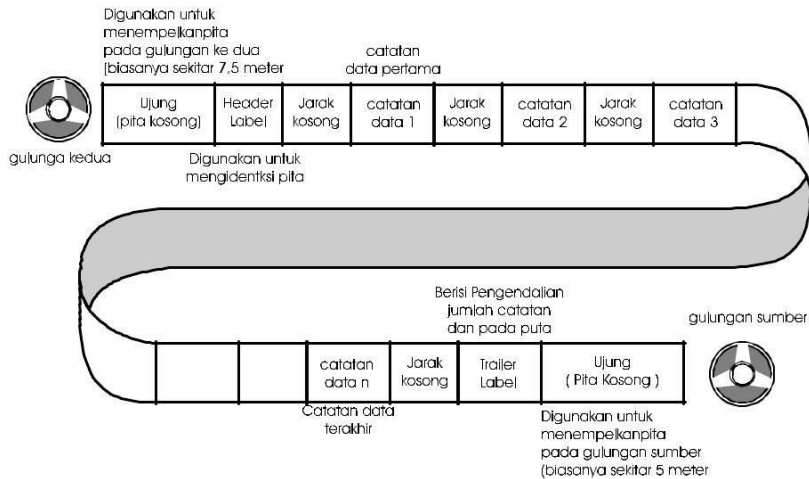 Digunakan untuk
menempelkanpita
pada gulungan ke dua
(biasanya sekitar 7,5 meter
catatan
data pertama
Ujung
(pita kosong)
Header
Label
Jarak
kosong
catatan
data 1
Jarak
kosong
catatan
data 2
Jarak
kosong
catatan
data 3
gulunga kedua
Digunakan untuk
mengidentksi pita
Berisi Pengendalian
jumlah catatan
dan pada puta
gulungan sumber
catatan
data n
Jarak
kosong
Trailer
Label
Ujung
( Pita Kosong )
Catatan data
terakhir
Digunakan untuk
menempelkanpita
pada gulungan sumber
(biasanya sekitar 5 meter